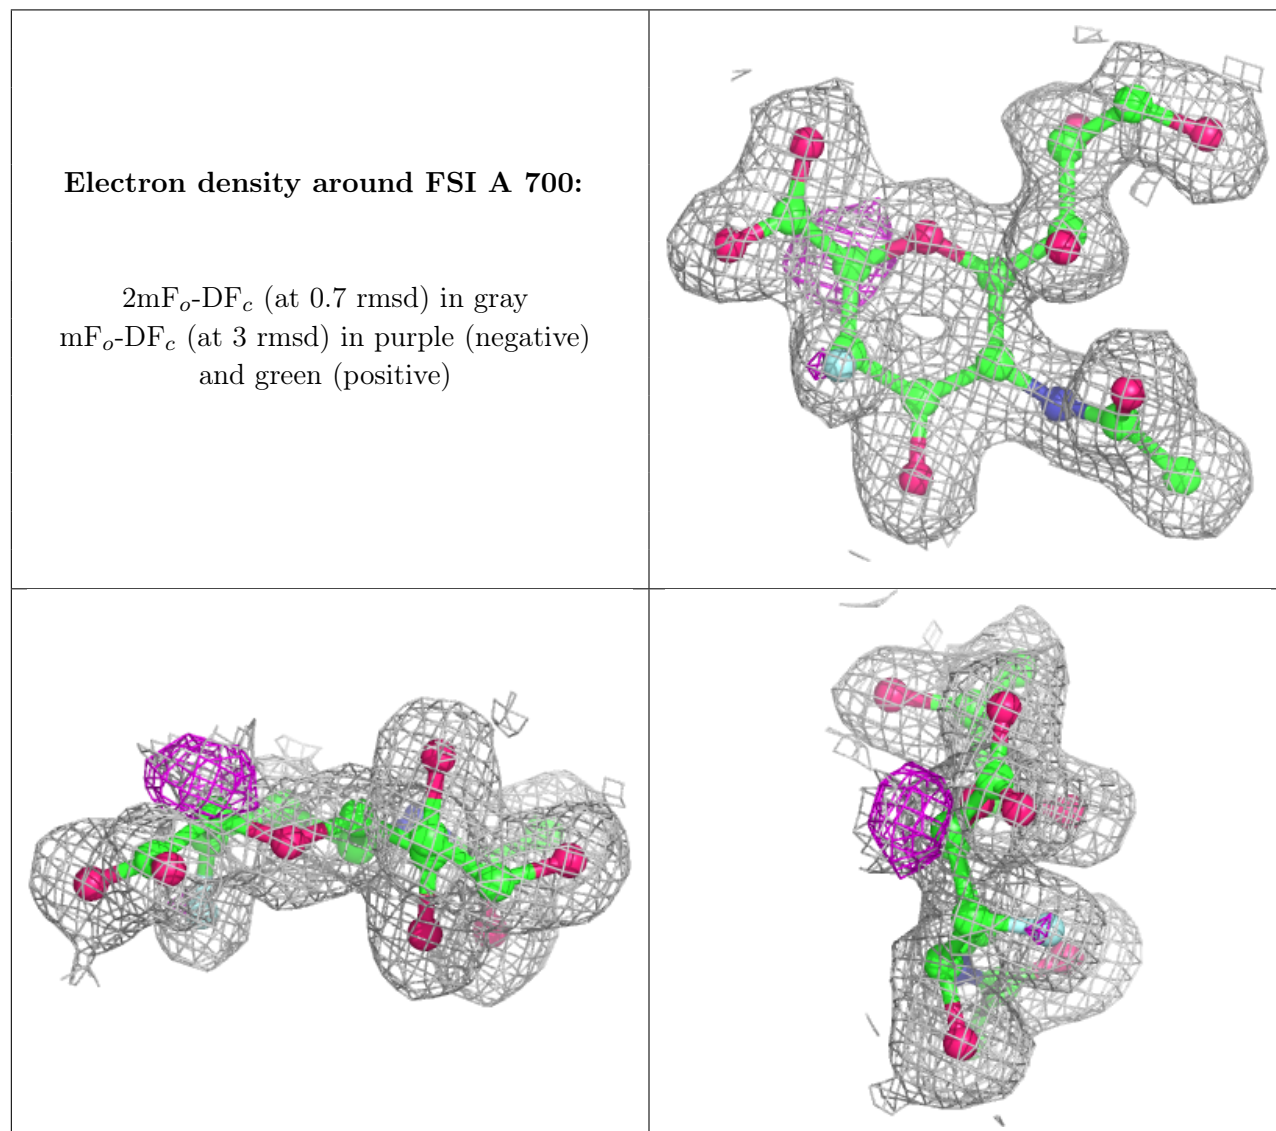 Electron density around FSI A 700:
2mFₒ-DF𝒸 (at 0.7 rmsd) in gray
mFₒ-DF𝒸 (at 3 rmsd) in purple (negative)
and green (positive)